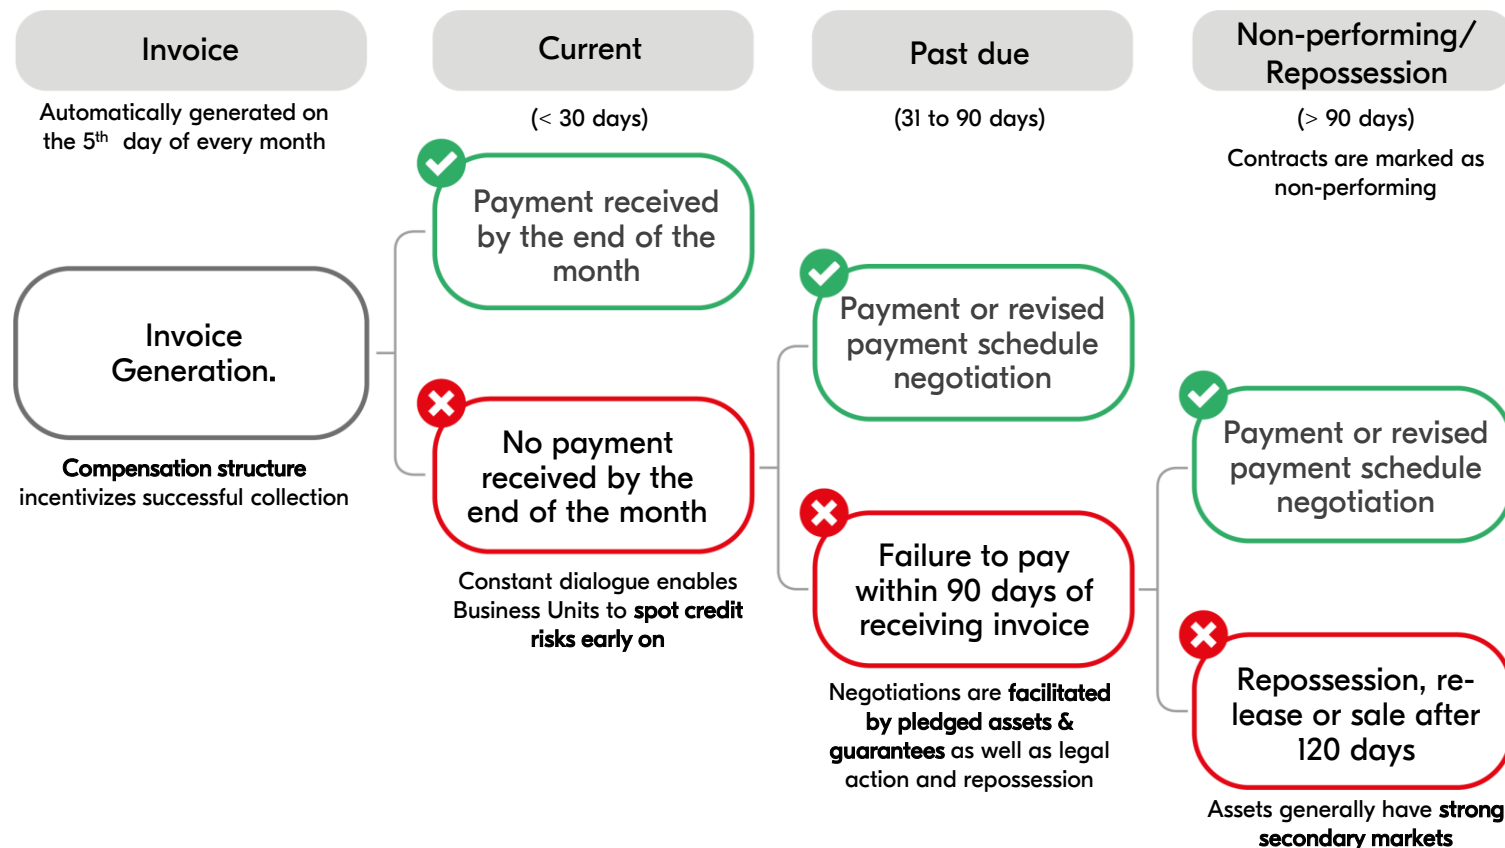 Invoice
Automatically generated on
the 5th day of every month
Invoice
Generation.
Compensation structure
incentivizes successful collection
Current
(< 30 days)
Payment received
by the end of the
month
No payment
received by the
end of the month
Constant dialogue enables
Business Units to spot credit
risks early on
Past due
(31 to 90 days)
Payment or revised
payment schedule
negotiation
Failure to pay
within 90 days of
receiving invoice
Negotiations are facilitated
by pledged assets &
guarantees as well as legal
action and repossession
Non-performing/
Repossession
(> 90 days)
Contracts are marked as
non-performing
Payment or revised
payment schedule
negotiation
Repossession, re-
lease or sale after
120 days
Assets generally have strong
secondary markets